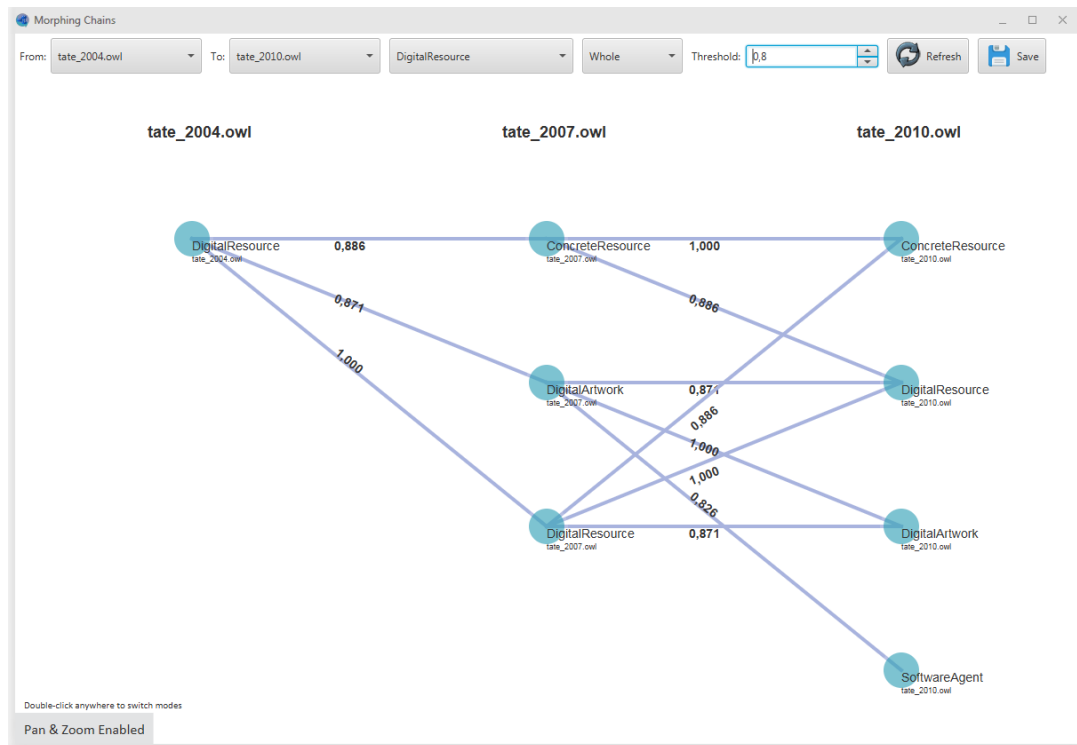 Morphing Chains
From: tate_2004.owl To: tate_2010.owl DigitalResource Whole Threshold: 0,8 Refresh Save
tate_2004.owl tate_2007.owl tate_2010.owl
DigitalResource 0,886 ConcreteResource 1,000 ConcreteResource
tate_2004.owl tate_2007.owl tate_2010.owl
0,871 0,886
1,000
DigitalArtwork 0,871 DigitalResource
tate_2007.owl tate_2010.owl
0,886
1,000
1,000
0,826
DigitalResource 0,871 DigitalArtwork
tate_2007.owl tate_2010.owl
SoftwareAgent
tate_2010.owl
Double-click anywhere to switch modes
Pan & Zoom Enabled